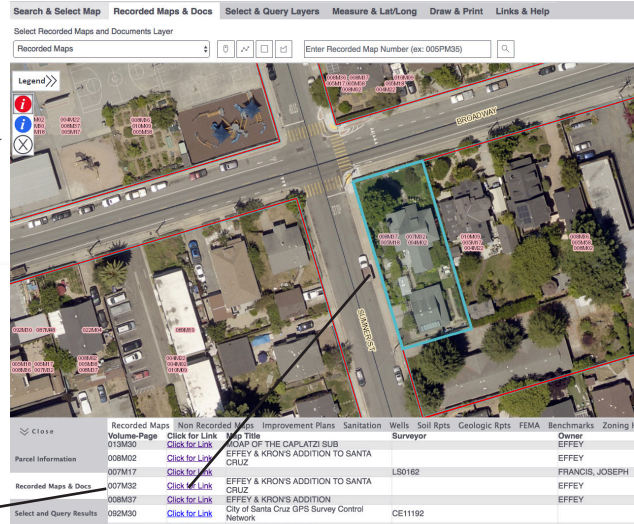 Search & Select Map Recorded Maps & Docs Select & Query Layers Measure & Lat/Long Draw & Print Links & Help
Select Recorded Maps and Documents Layer
Recorded Maps
Enter Recorded Map Number (ex: 005PM35)
Legend
BROADWAY
SUMNER ST
092M30
022M04
089M59
Close
Recorded Maps Non Recorded Maps Improvement Plans Sanitation Wells Soil Rpts Geologic Rpts FEMA Benchmarks Zoning
Volume-Page Click for Link Map Title Surveyor Owner
013M30 Click for Link MOAP OF THE CAPLATZI SUB EFFEY
Parcel Information
008M02 Click for Link EFFEY & KRON'S ADDITION TO SANTA
CRUZ EFFEY
007M17 Click for Link LS0162 FRANCIS, JOSEPH
Recorded Maps & Docs
007M32 Click for Link EFFEY & KRON'S ADDITION TO SANTA
CRUZ EFFEY
008M37 Click for Link EFFEY & KRON'S ADDITION EFFEY
Select and Query Results
092M30 Click for Link City of Santa Cruz GPS Survey Control
Network CE11192